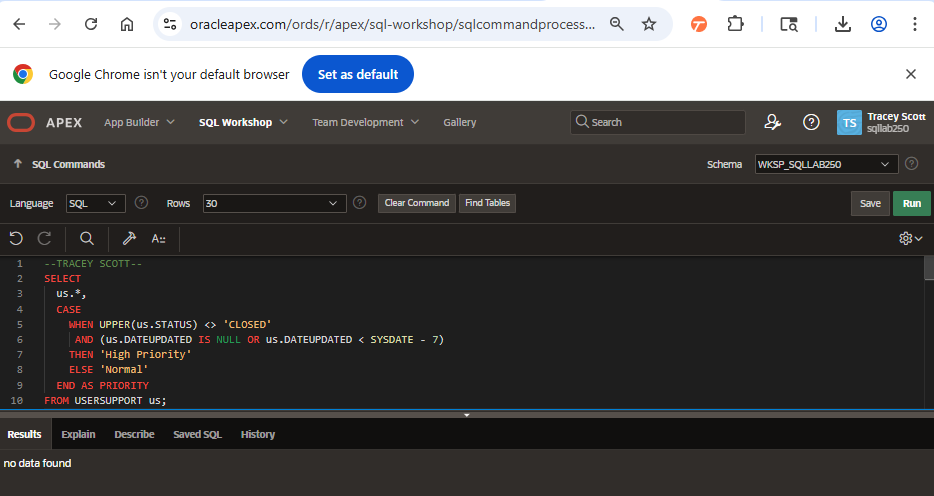 oracleapex.com/ords/r/apex/sql-workshop/sqlcommandprocess...
Google Chrome isn't your default browser Set as default
APEX App Builder SQL Workshop Team Development Gallery Search TS Tracey Scott
sqllab250
SQL Commands Schema WKSP_SQLLAB250
Language SQL Rows 30 Clear Command Find Tables Save Run
A::
1 --TRACEY SCOTT--
2 SELECT
3 us.*,
4 CASE
5 WHEN UPPER(us.STATUS) <> 'CLOSED'
6 AND (us.DATEUPDATED IS NULL OR us.DATEUPDATED < SYSDATE - 7)
7 THEN 'High Priority'
8 ELSE 'Normal'
9 END AS PRIORITY
10 FROM USERSUPPORT us;
Results Explain Describe Saved SQL History
no data found